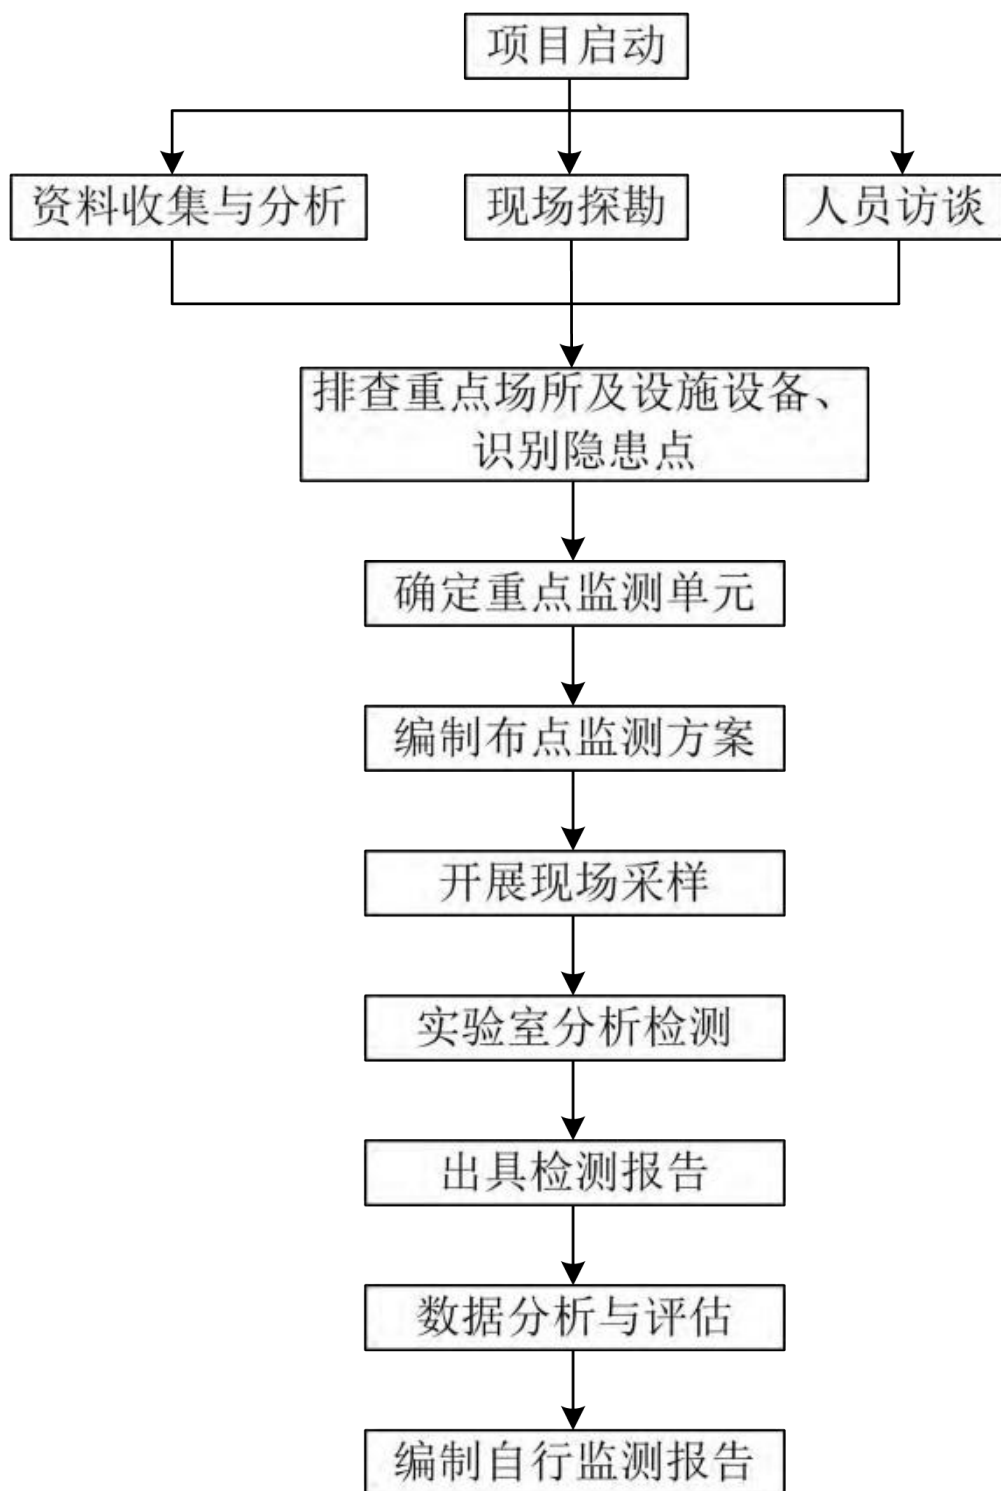 项目启动
资料收集与分析
现场探勘
人员访谈
排查重点场所及设施设备、
识别隐患点
确定重点监测单元
编制布点监测方案
开展现场采样
实验室分析检测
出具检测报告
数据分析与评估
编制自行监测报告